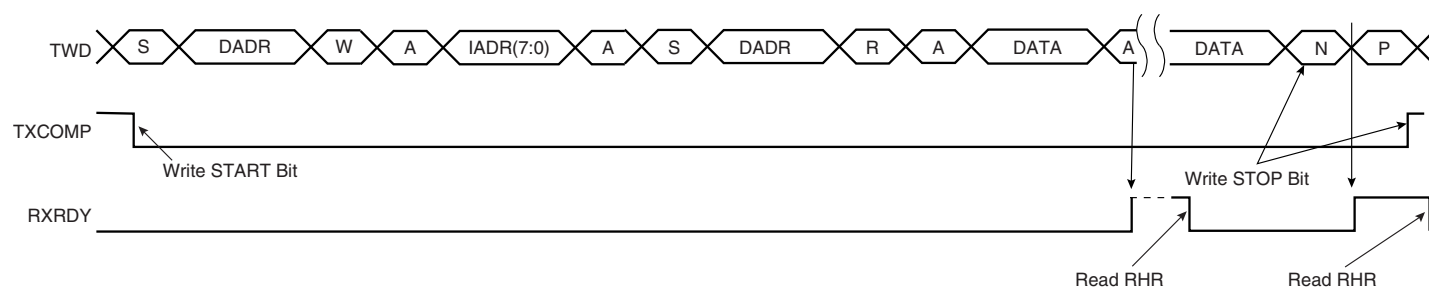 TWD S DADR W A IADR(7:0) A S DADR R A DATA A DATA N P
TXCOMP
Write START Bit
Write STOP Bit
RXRDY
Read RHR Read RHR